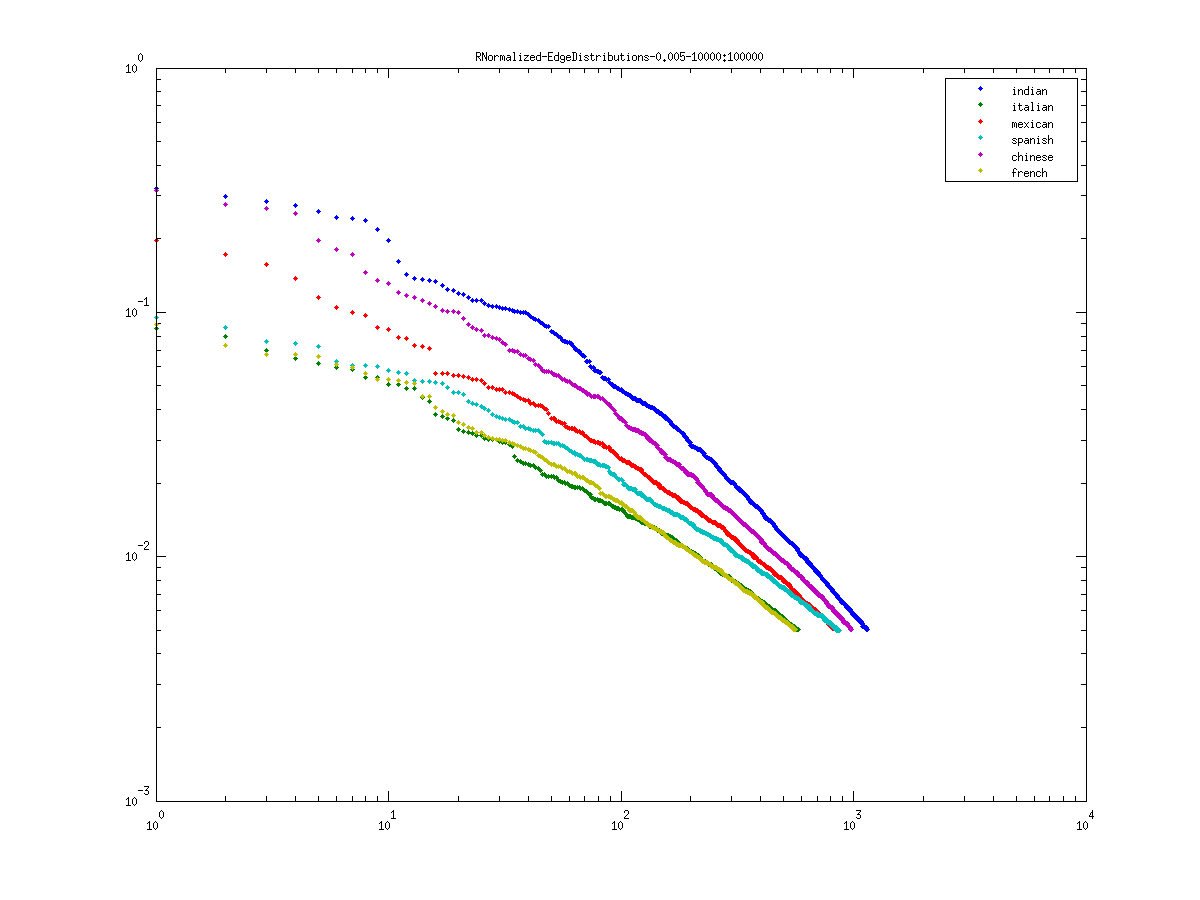 RNormalized-EdgeDistributions-0.005-10000:100000
10^0
indian
italian
mexican
spanish
chinese
french
10^-1
10^-2
10^-3
10^0 10^1 10^2 10^3 10^4